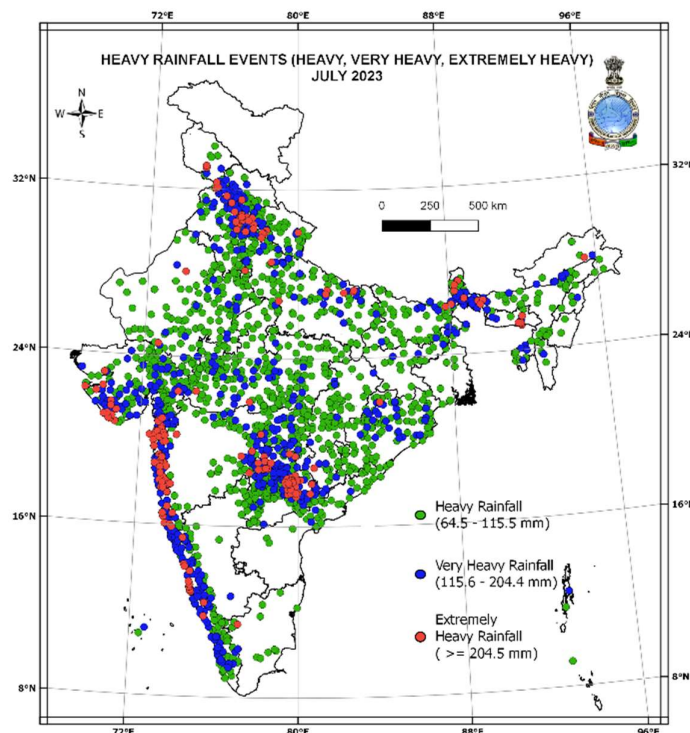 72°E 80°E 88°E 96°E
HEAVY RAINFALL EVENTS (HEAVY, VERY HEAVY, EXTREMELY HEAVY)
JULY 2023
N
W E
S
32°N 32°N
0 250 500 km
24°N 24°N
16°N 16°N
Heavy Rainfall
(64.5 - 115.5 mm)
Very Heavy Rainfall
(115.6 - 204.4 mm)
Extremely
Heavy Rainfall
( >= 204.5 mm)
8°N 8°N
72°E 80°E 88°E 96°E